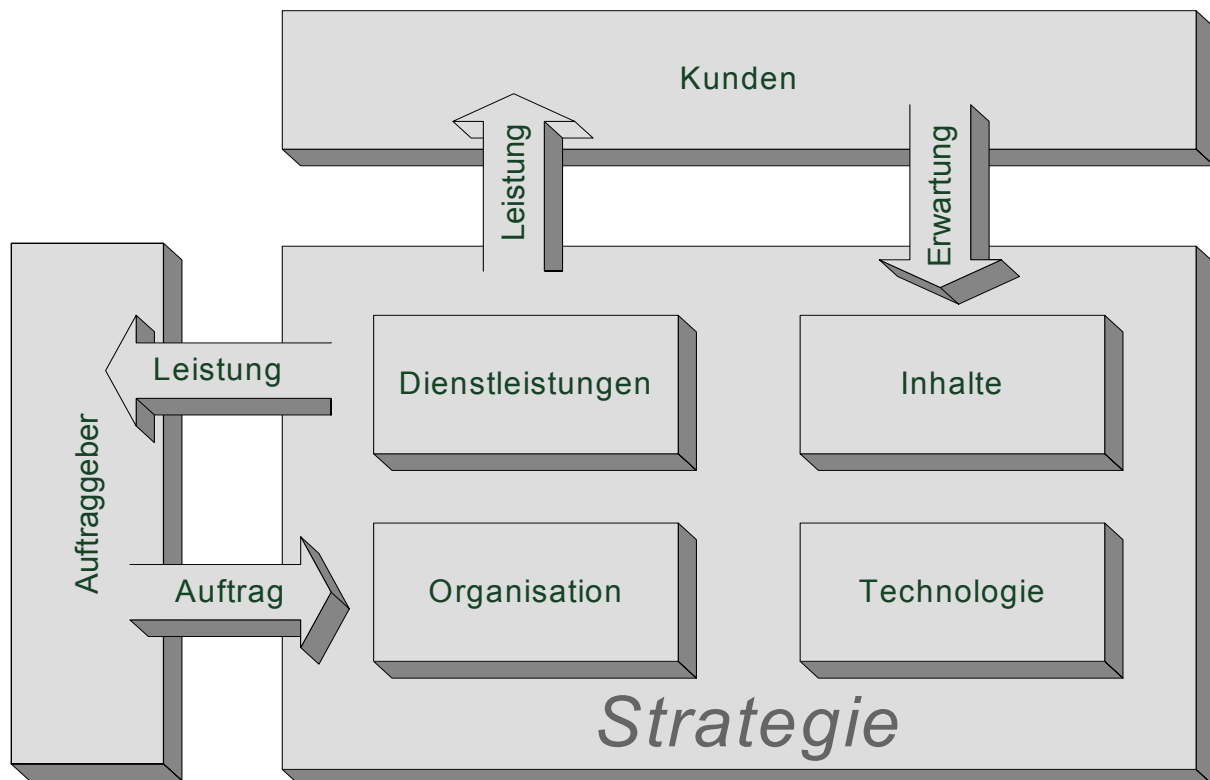 Kunden
Leistung
Erwartung
Leistung
Dienstleistungen
Inhalte
Auftraggeber
Auftrag
Organisation
Technologie
Strategie